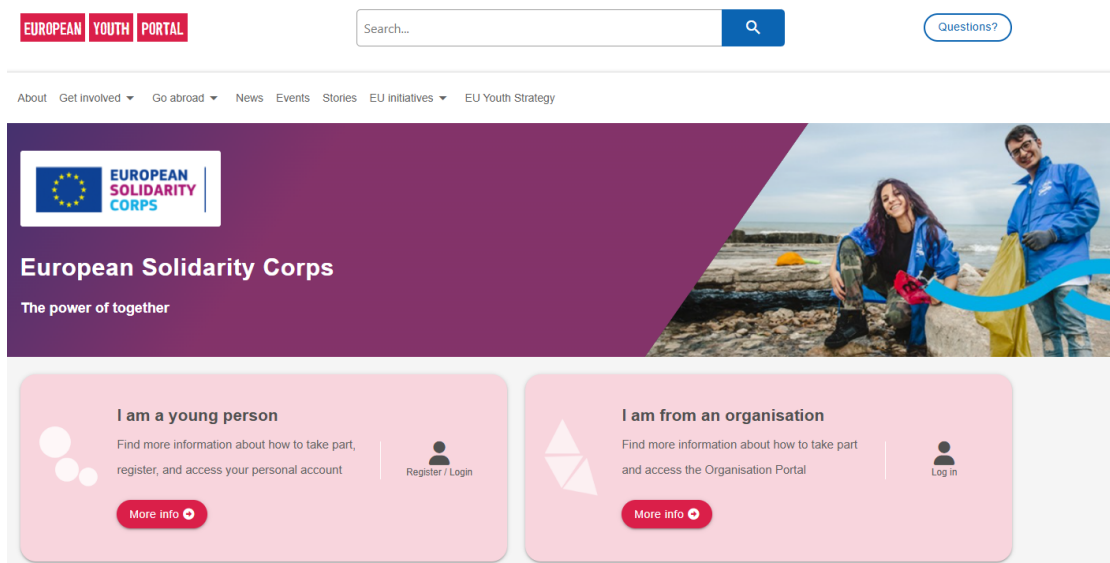 EUROPEAN YOUTH PORTAL
Search...
Questions?
About Get involved Go abroad News Events Stories EU initiatives EU Youth Strategy
EUROPEAN
SOLIDARITY
CORPS
European Solidarity Corps
The power of together
I am a young person
Find more information about how to take part,
register, and access your personal account
Register / Login
More info
I am from an organisation
Find more information about how to take part
and access the Organisation Portal
Log in
More info